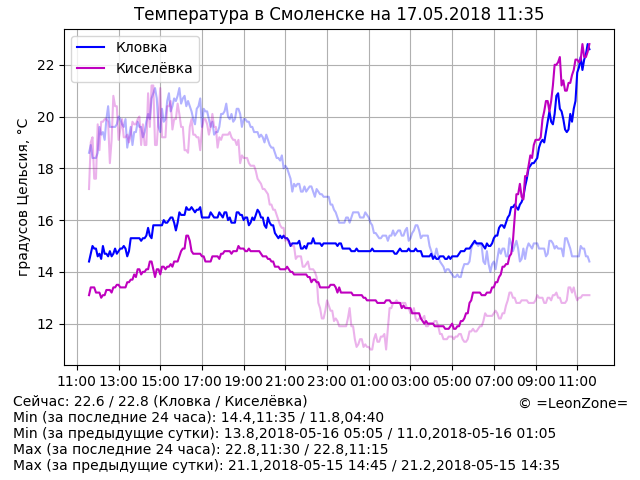 Температура в Смоленске на 17.05.2018 11:35
Кловка
Киселёвка
градусов Цельсия, °C
22
20
18
16
14
12
11:00 13:00 15:00 17:00 19:00 21:00 23:00 01:00 03:00 05:00 07:00 09:00 11:00
Сейчас: 22.6 / 22.8 (Кловка / Киселёвка)
© =LeonZone=
Min (за последние 24 часа): 14.4,11:35 / 11.8,04:40
Min (за предыдущие сутки): 13.8,2018-05-16 05:05 / 11.0,2018-05-16 01:05
Max (за последние 24 часа): 22.8,11:30 / 22.8,11:15
Max (за предыдущие сутки): 21.1,2018-05-15 14:45 / 21.2,2018-05-15 14:35